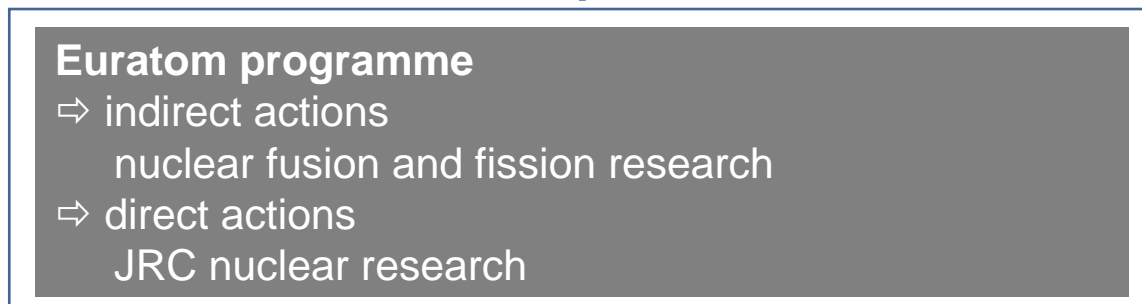 Euratom programme
⇨ indirect actions
nuclear fusion and fission research
⇨ direct actions
JRC nuclear research